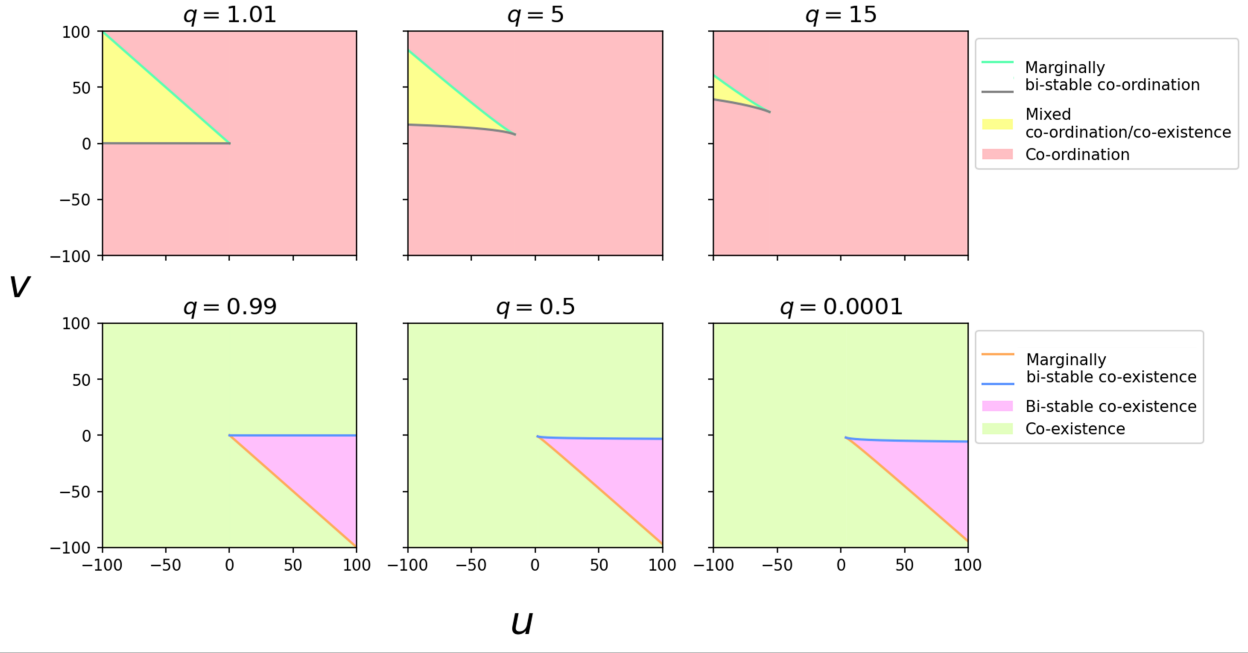 q = 1.01
q = 5
q = 15
100
50
0
−50
−100
Marginally
bi-stable co-ordination
Mixed
co-ordination/co-existence
Co-ordination
v
q = 0.99
q = 0.5
q = 0.0001
100
50
0
−50
−100
Marginally
bi-stable co-existence
Bi-stable co-existence
Co-existence
−100 −50 0 50 100
−100 −50 0 50 100
−100 −50 0 50 100
u